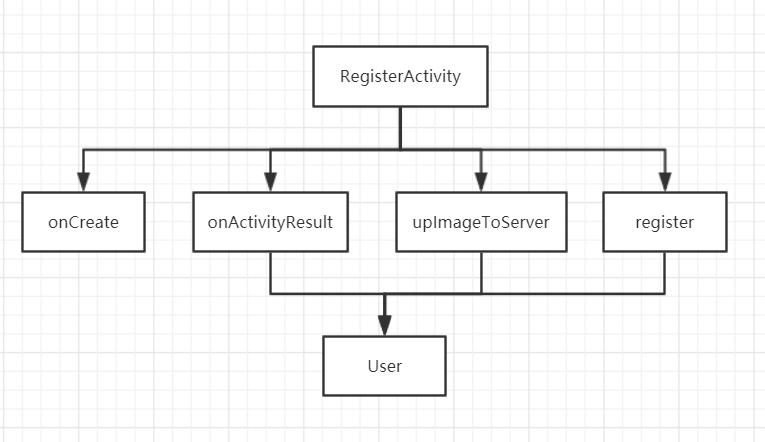 RegisterActivity
onCreate
onActivityResult
upImageToServer
register
User